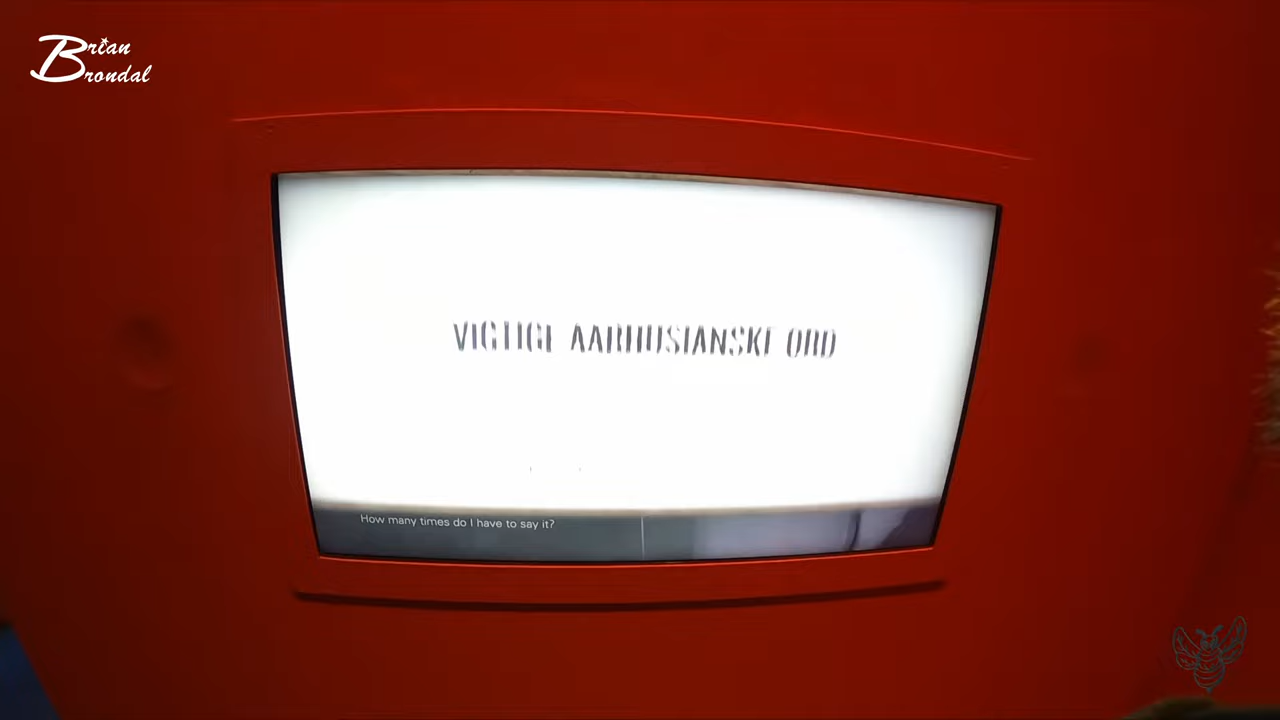 Brian
Brondal
VIGTIGE AARHUSIANSKE ORD
How many times do I have to say it?